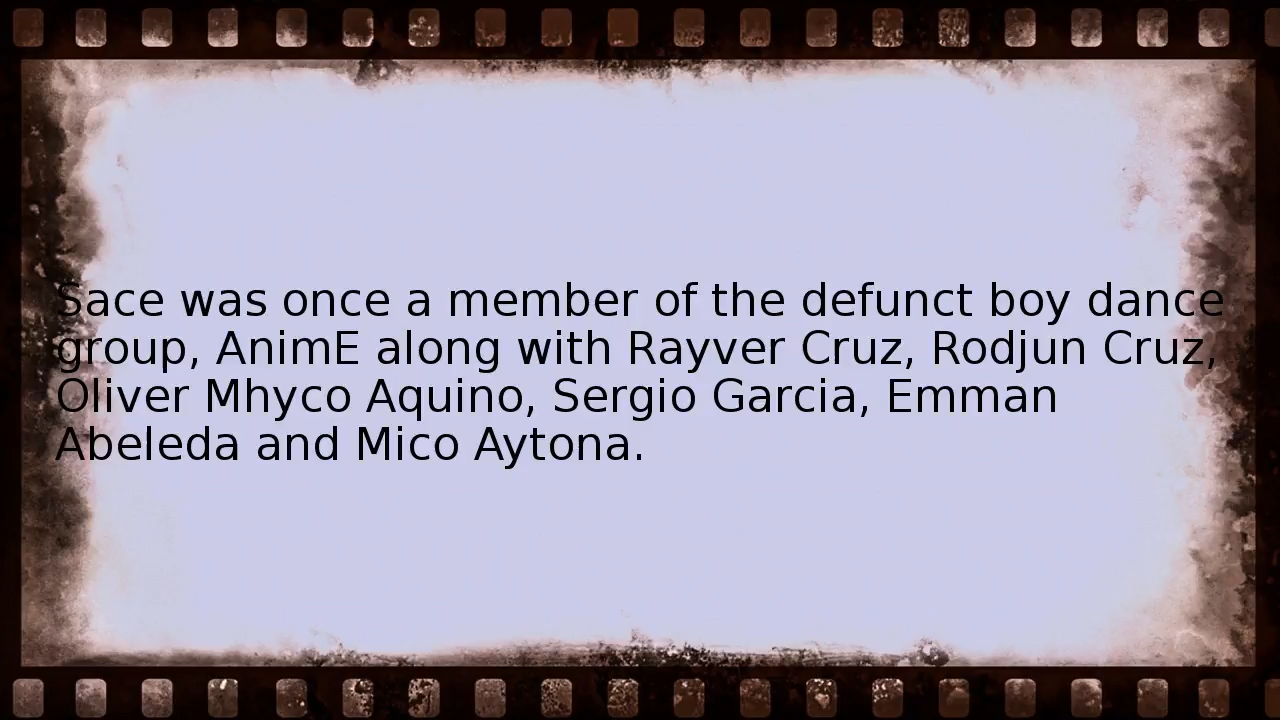 Sace was once a member of the defunct boy dance
group, AnimE along with Rayver Cruz, Rodjun Cruz,
Oliver Mhyco Aquino, Sergio Garcia, Emman
Abeleda and Mico Aytona.